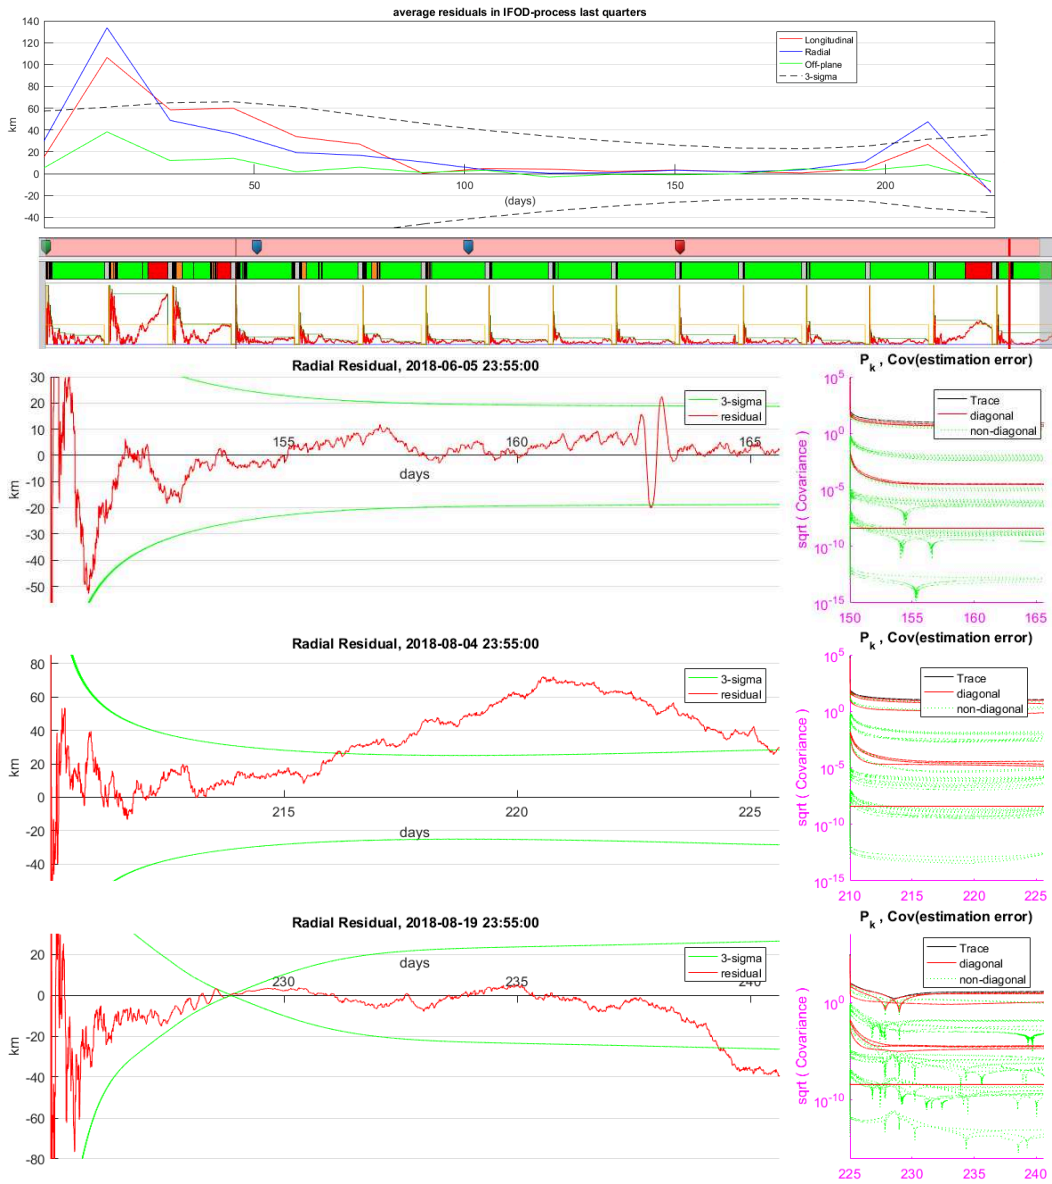 average residuals in IFOD-process last quarters
140
120
100
80
60
40
20
0
-20
-40
km
50
100
150
200
(days)
Longitudinal
Radial
Off-plane
3-sigma
Radial Residual, 2018-06-05 23:55:00
30
20
10
0
-10
-20
-30
-40
-50
km
155
160
165
days
3-sigma
residual
P_k , Cov(estimation error)
10^5
10^0
10^-5
10^-10
10^-15
sqrt ( Covariance )
150
155
160
165
Trace
diagonal
non-diagonal
Radial Residual, 2018-08-04 23:55:00
80
60
40
20
0
-20
-40
km
215
220
225
days
3-sigma
residual
P_k , Cov(estimation error)
10^5
10^0
10^-5
10^-10
10^-15
sqrt ( Covariance )
210
215
220
225
Trace
diagonal
non-diagonal
Radial Residual, 2018-08-19 23:55:00
20
0
-20
-40
-60
-80
km
days
230
235
240
3-sigma
residual
P_k , Cov(estimation error)
10^0
10^-10
sqrt ( Covariance )
225
230
235
240
Trace
diagonal
non-diagonal